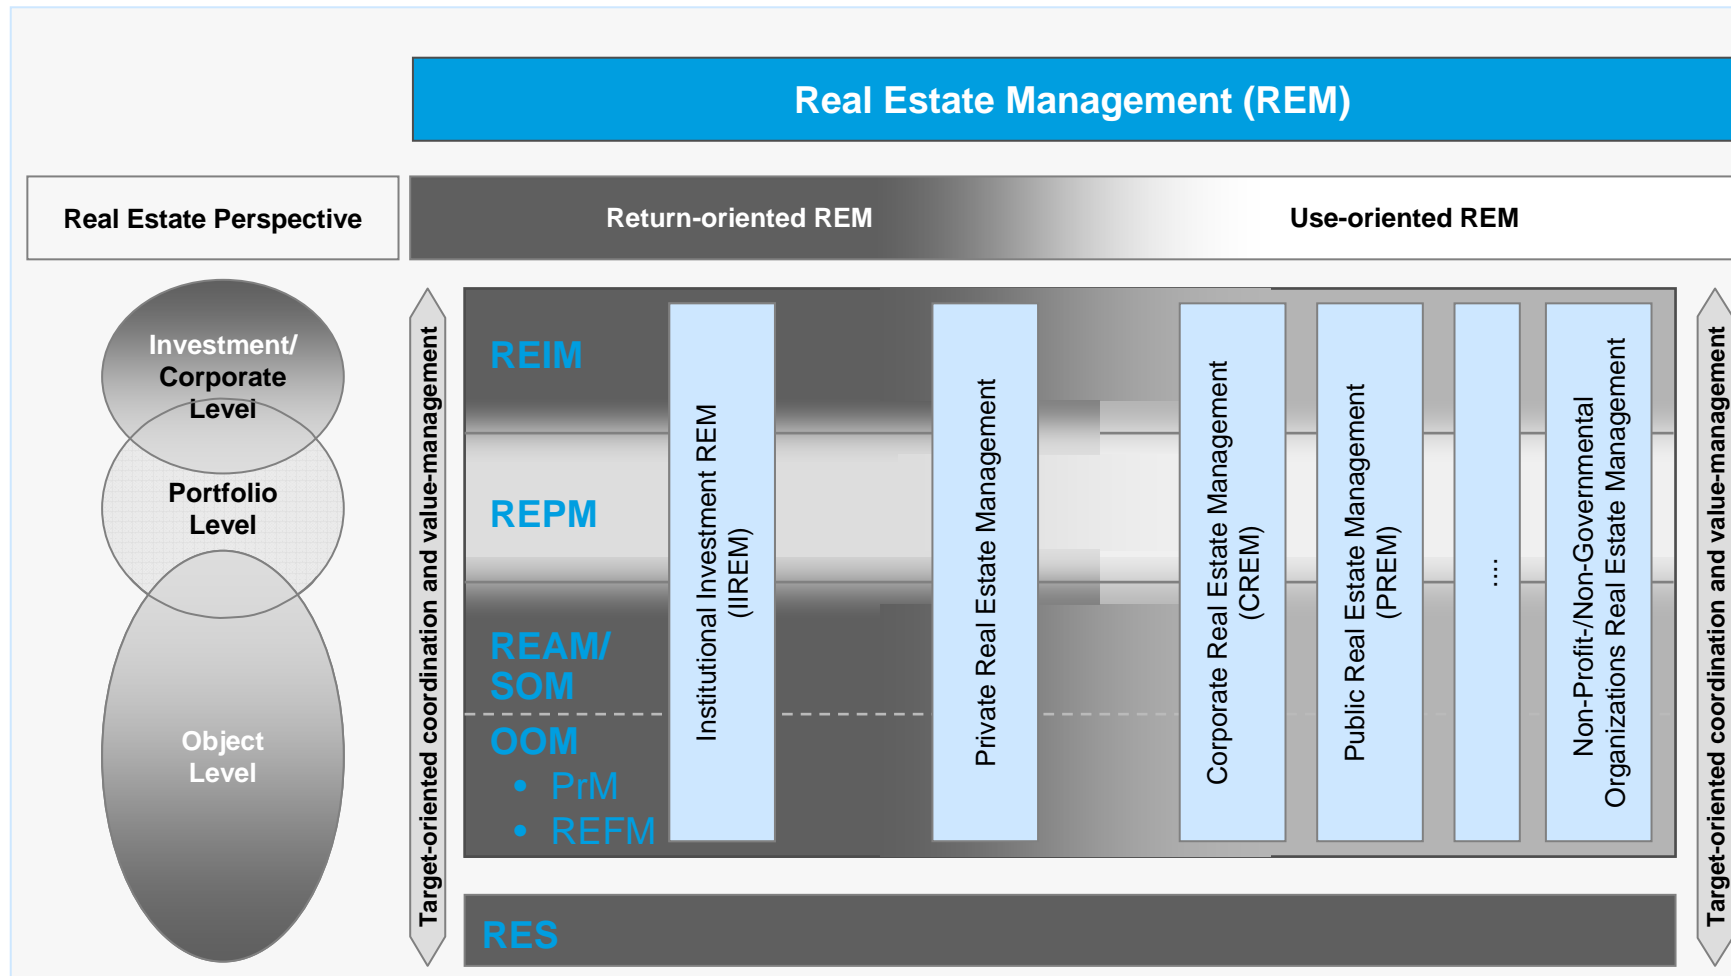 Real Estate Management (REM)
Real Estate Perspective
Return-oriented REM
Use-oriented REM
Investment/
Corporate
Level
Portfolio
Level
Object
Level
Target-oriented coordination and value-management
REIM
REPM
REAM/
SOM
OOM
• PrM
• REFM
Institutional Investment REM
(IIREM)
Private Real Estate Management
Corporate Real Estate Management
(CREM)
Public Real Estate Management
(PREM)
....
Non-Profit-/Non-Governmental
Organizations Real Estate Management
Target-oriented coordination and value-management
RES